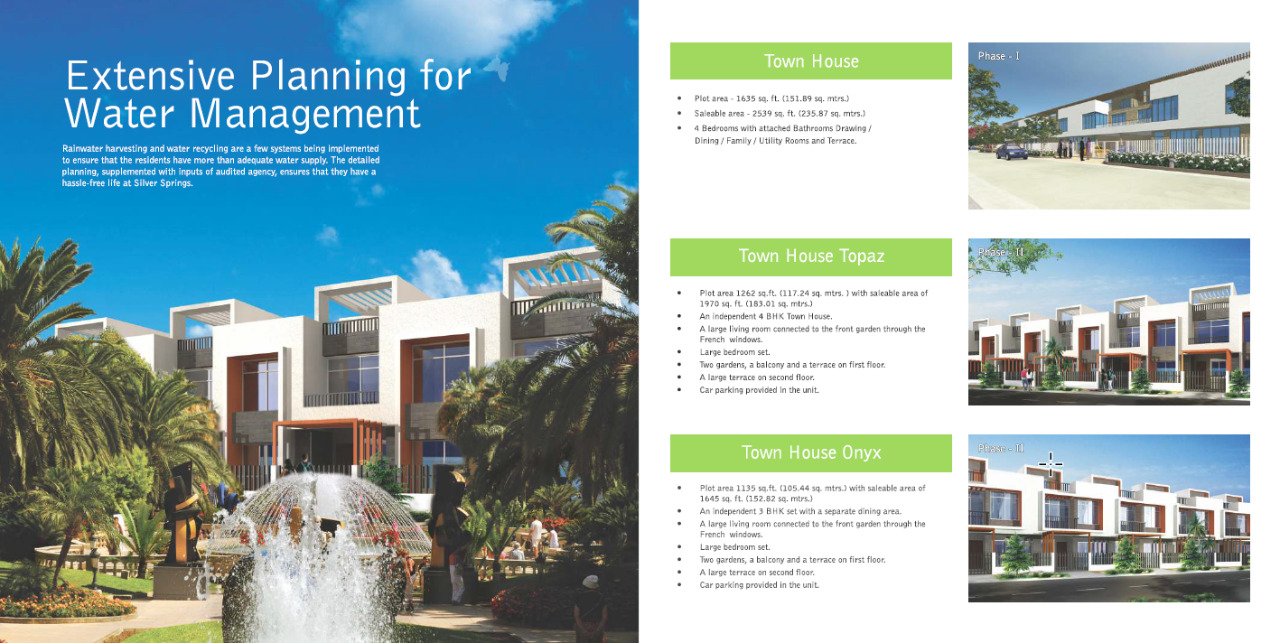 Extensive Planning for
Water Management
Rainwater harvesting and water recycling are a few systems being implemented
to ensure that the residents have more than adequate water supply. The detailed
planning, supplemented with inputs of audited agency, ensures that they have a
hassle-free life at Silver Springs.
Town House
• Plot area - 1635 sq. ft. (151.89 sq. mtrs.)
• Saleable area - 2539 sq. ft. (235.87 sq. mtrs.)
• 4 Bedrooms with attached Bathrooms Drawing /
Dining / Family / Utility Rooms and Terrace.
Phase - I
Town House Topaz
• Plot area 1262 sq.ft. (117.24 sq. mtrs. ) with saleable area of
1970 sq. ft. (183.01 sq. mtrs.)
• An independent 4 BHK Town House.
• A large living room connected to the front garden through the
French windows.
• Large bedroom set.
• Two gardens, a balcony and a terrace on first floor.
• A large terrace on second floor.
• Car parking provided in the unit.
Phase - II
Town House Onyx
• Plot area 1135 sq.ft. (105.44 sq. mtrs.) with saleable area of
1645 sq. ft. (152.82 sq. mtrs.)
• An independent 3 BHK set with a separate dining area.
• A large living room connected to the front garden through the
French windows.
• Large bedroom set.
• Two gardens, a balcony and a terrace on first floor.
• A large terrace on second floor.
• Car parking provided in the unit.
Phase - II